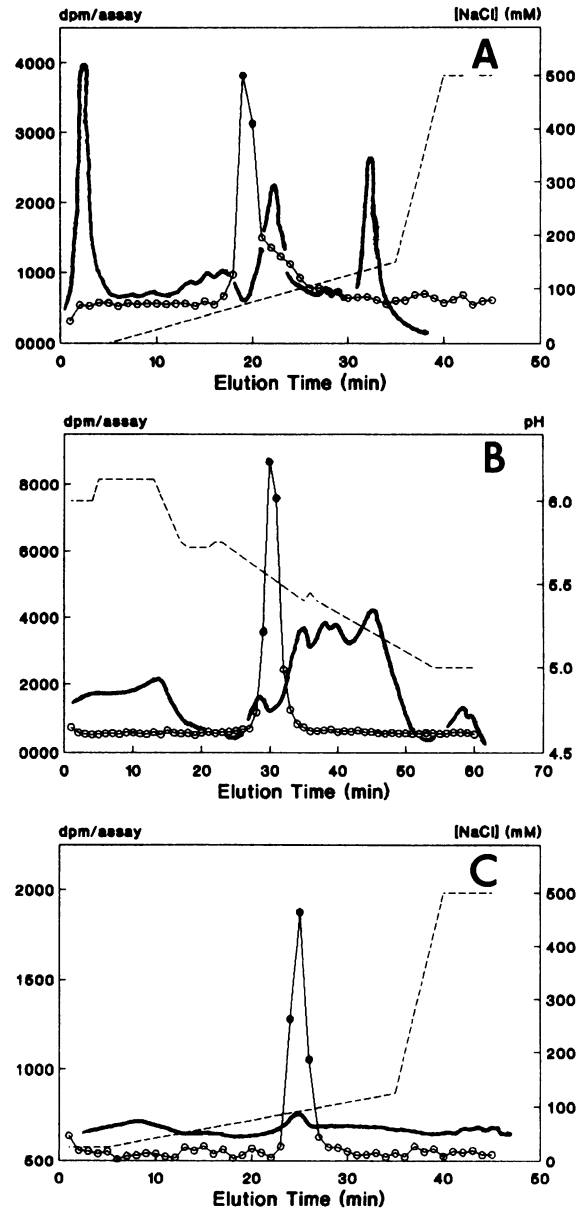 dpm/assay [NaCl] (mM)
A
4000 500
3000 400
300
2000 200
1000 100
0000 0
0 10 20 30 40 50
Elution Time (min)
dpm/assay pH
B
8000 6.0
6000 5.5
4000
2000 5.0
0000 4.5
0 10 20 30 40 50 60 70
Elution Time (min)
dpm/assay [NaCl] (mM)
C
2000 500
400
1500 300
1000 200
100
500 0
0 10 20 30 40 50
Elution Time (min)